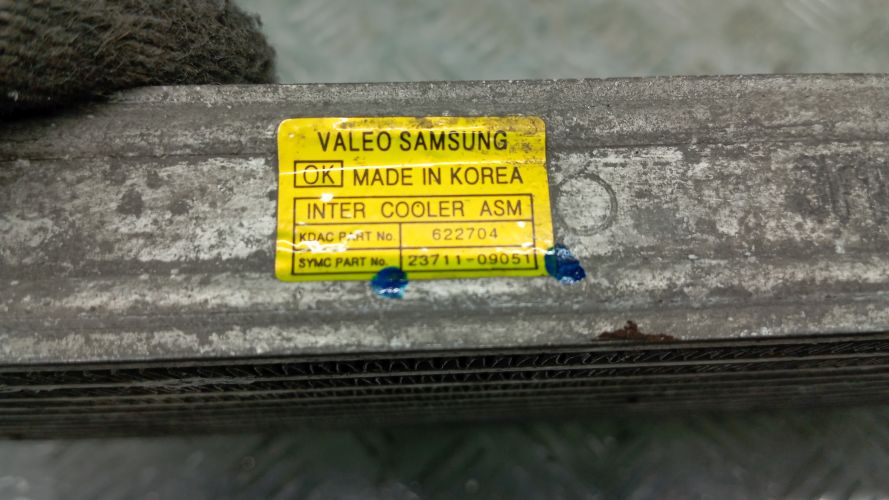 VALEO SAMSUNG
OK MADE IN KOREA
INTER COOLER ASM
KDAC PART No. 622704
SYMC PART No. 23711-09051